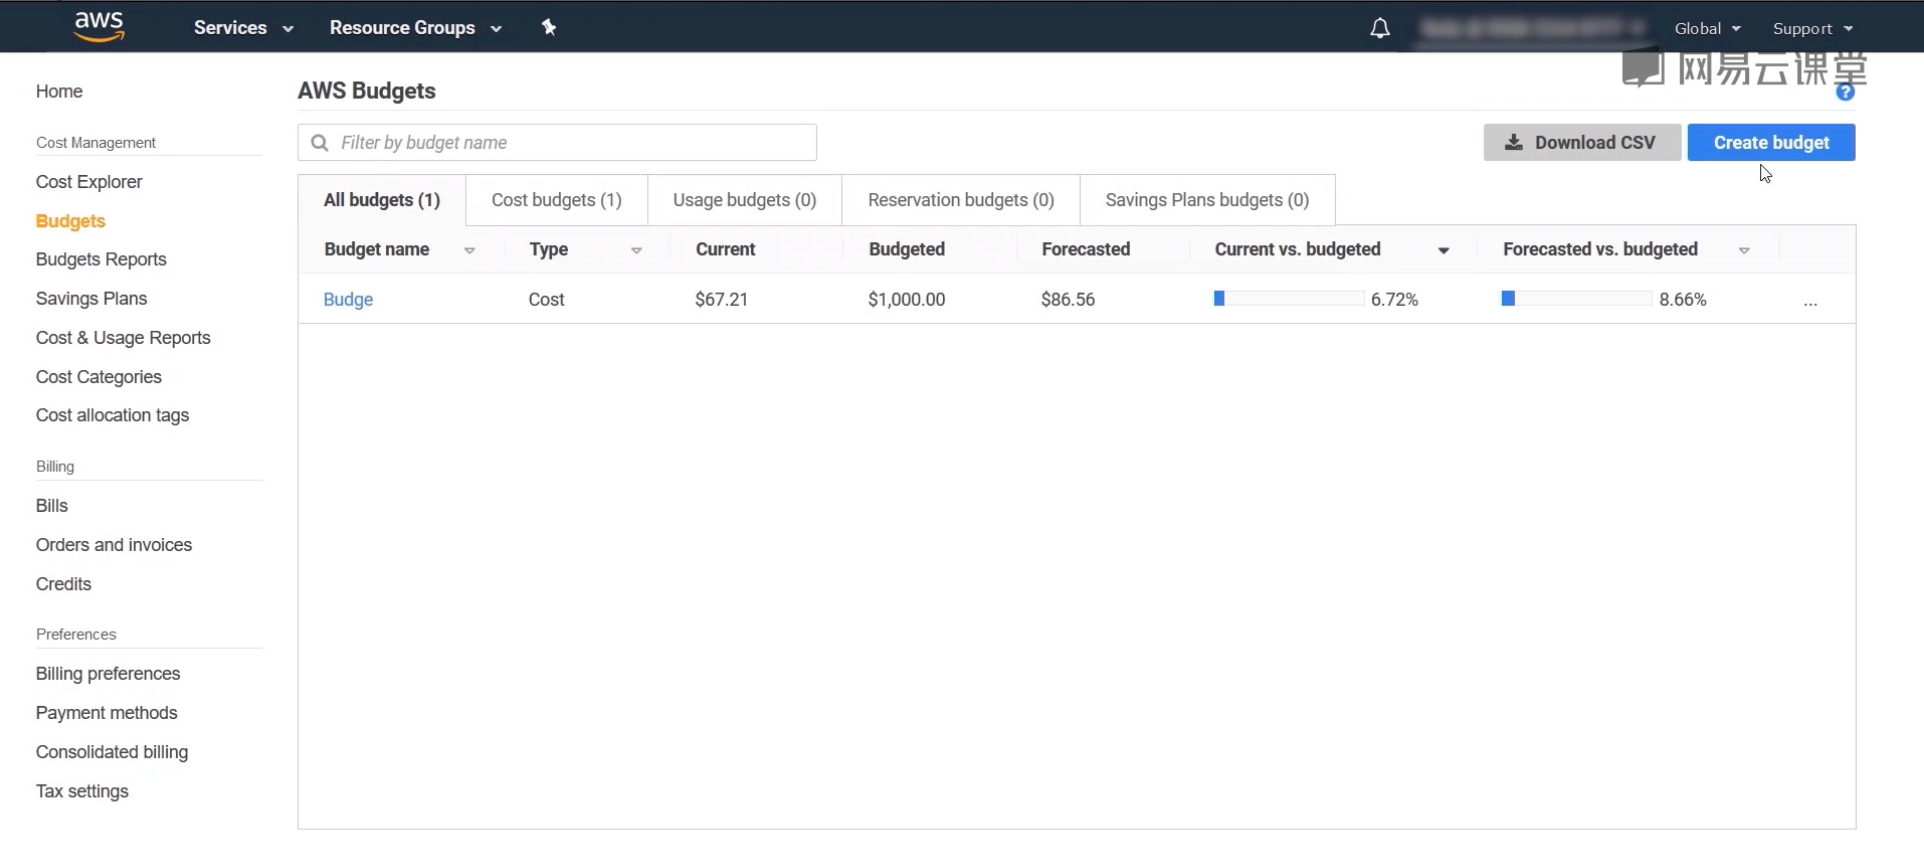 aws Services Resource Groups Global Support
网易云课堂
Home
Cost Management
Cost Explorer
Budgets
Budgets Reports
Savings Plans
Cost & Usage Reports
Cost Categories
Cost allocation tags
Billing
Bills
Orders and invoices
Credits
Preferences
Billing preferences
Payment methods
Consolidated billing
Tax settings
AWS Budgets
?
Filter by budget name Download CSV Create budget
All budgets (1) Cost budgets (1) Usage budgets (0) Reservation budgets (0) Savings Plans budgets (0)
Budget name Type Current Budgeted Forecasted Current vs. budgeted Forecasted vs. budgeted
Budge Cost $67.21 $1,000.00 $86.56 6.72% 8.66% ...